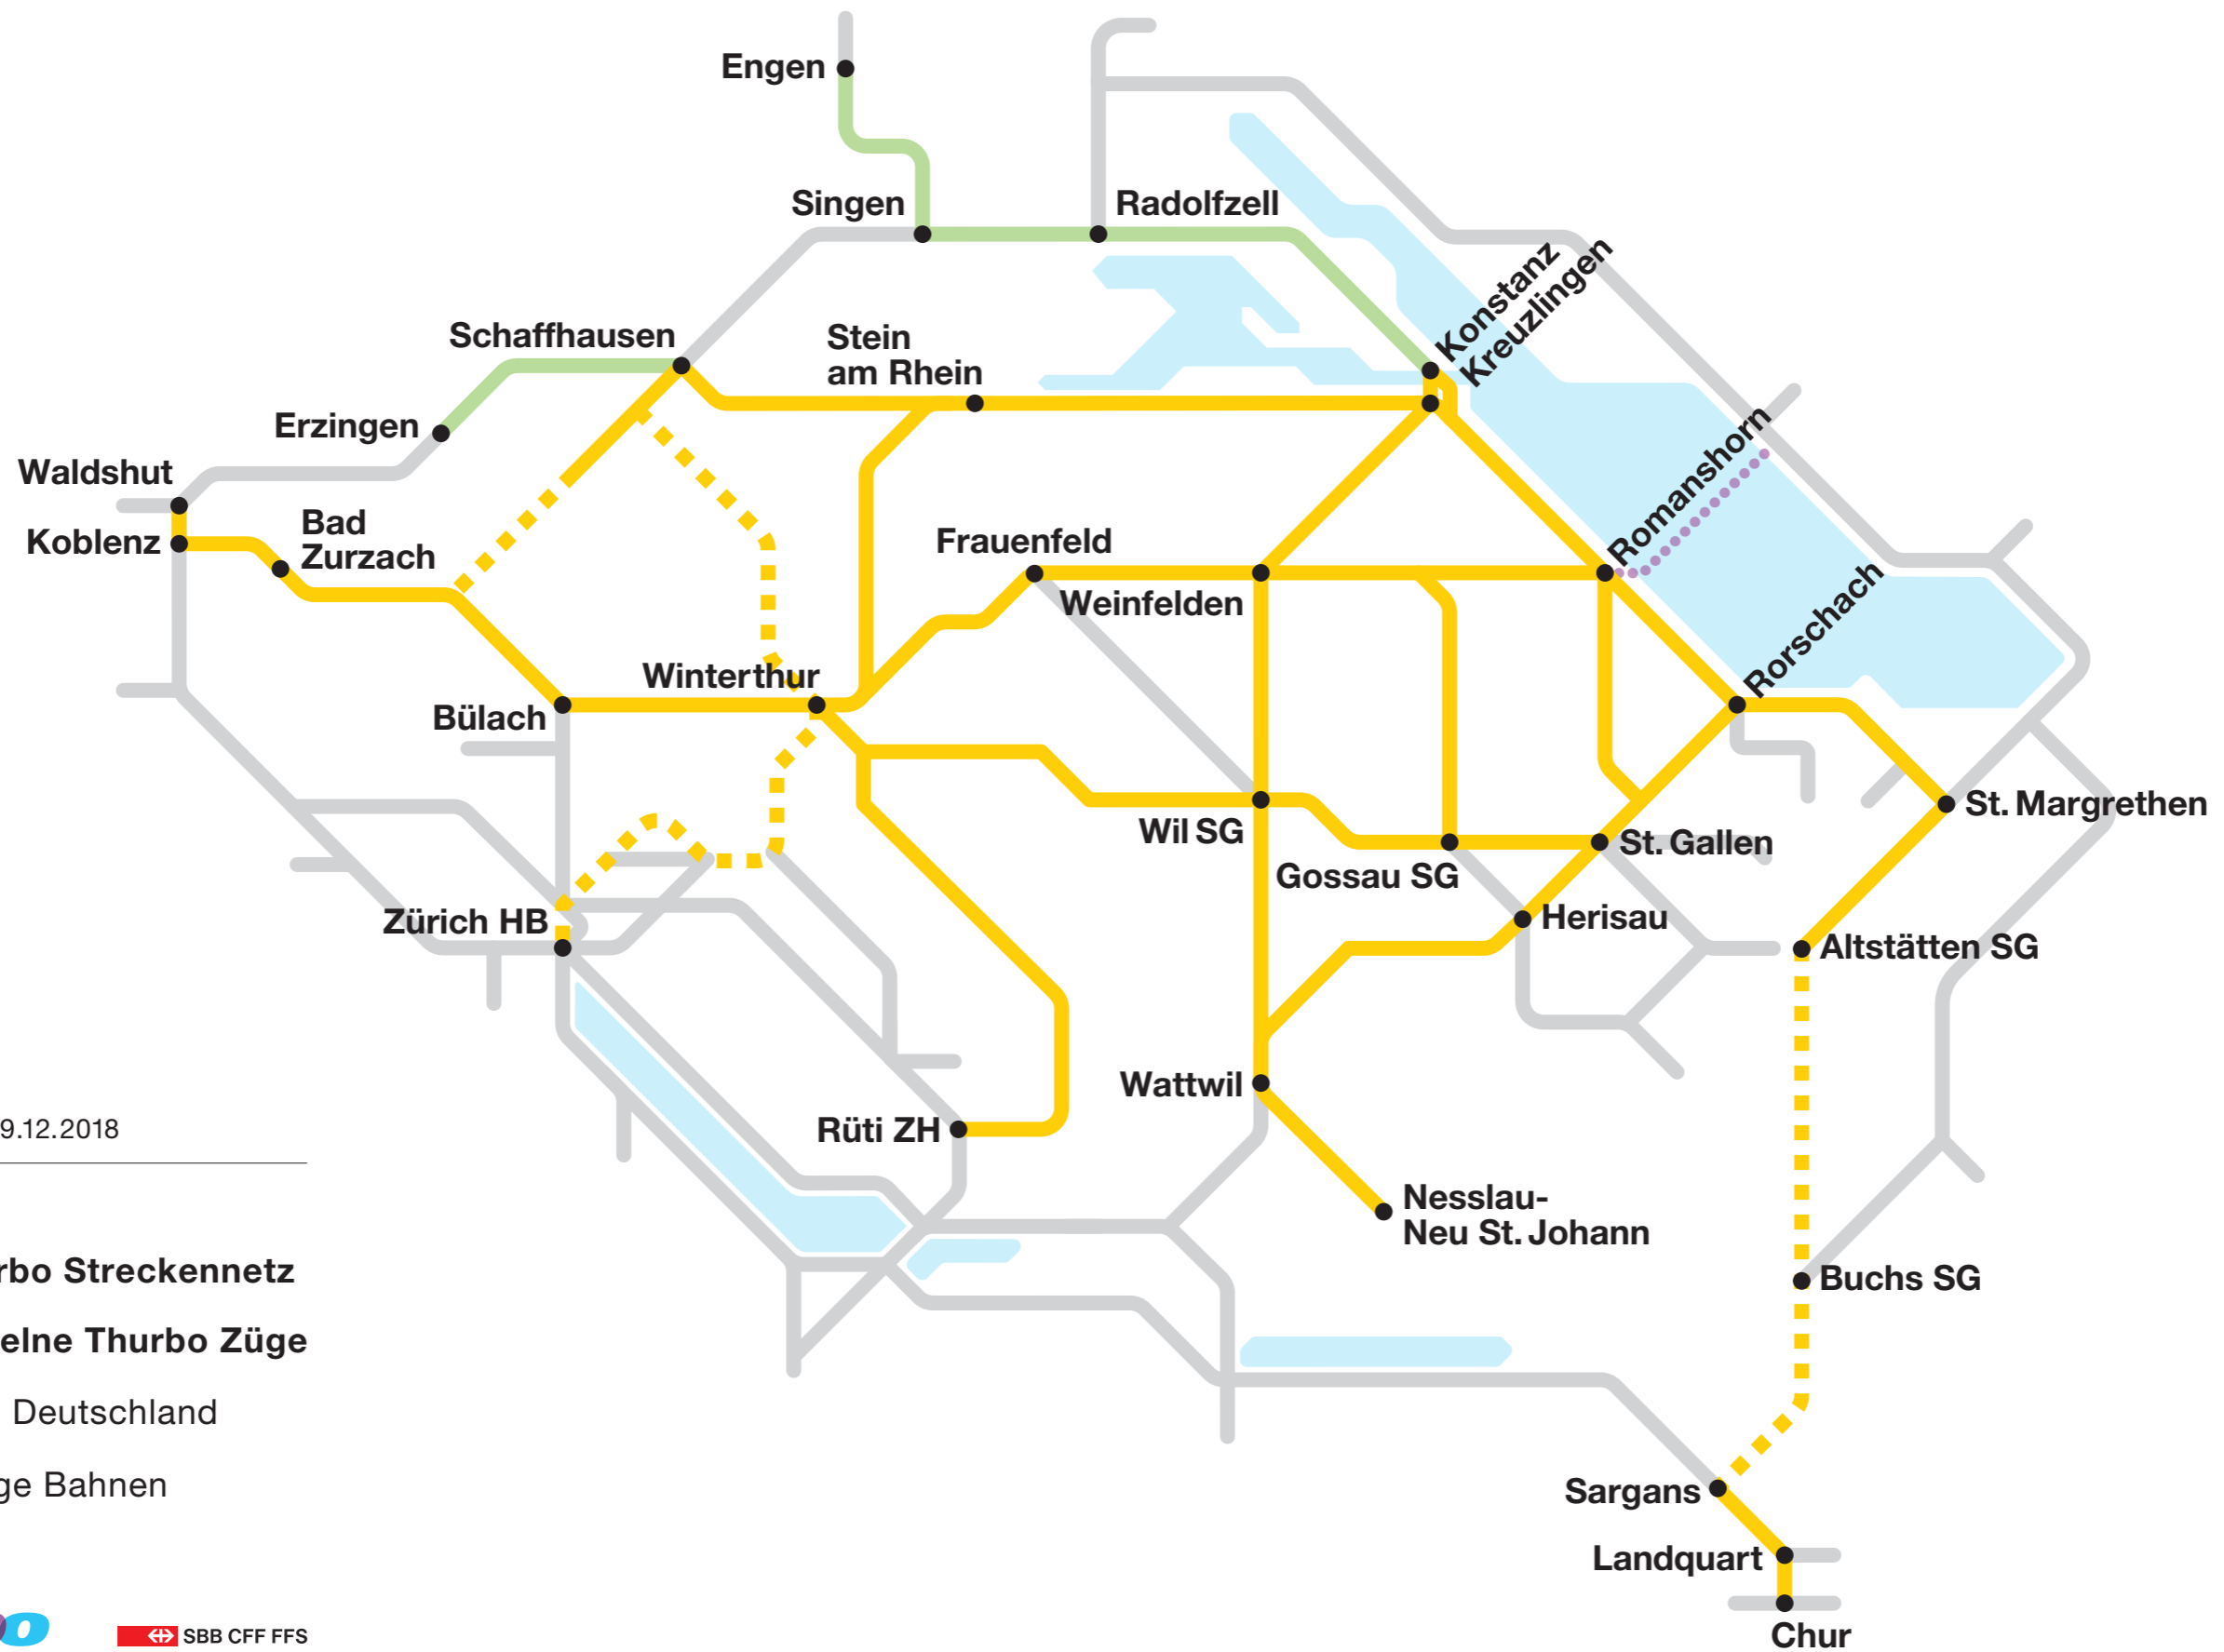 Engen
Singen
Radolfzell
Konstanz
Kreuzlingen
Schaffhausen
Stein
am Rhein
Erzingen
Waldshut
Koblenz
Bad
Zurzach
Frauenfeld
Weinfelden
Romanshorn
Rorschach
Winterthur
Bülach
Wil SG
Gossau SG
St. Gallen
St. Margrethen
Zürich HB
Herisau
Altstätten SG
Wattwil
Rüti ZH
Nesslau-
Neu St. Johann
Buchs SG
Sargans
Landquart
Chur
9.12.2018
rbo Streckennetz
elne Thurbo Züge
Deutschland
ge Bahnen
o
SBB CFF FFS